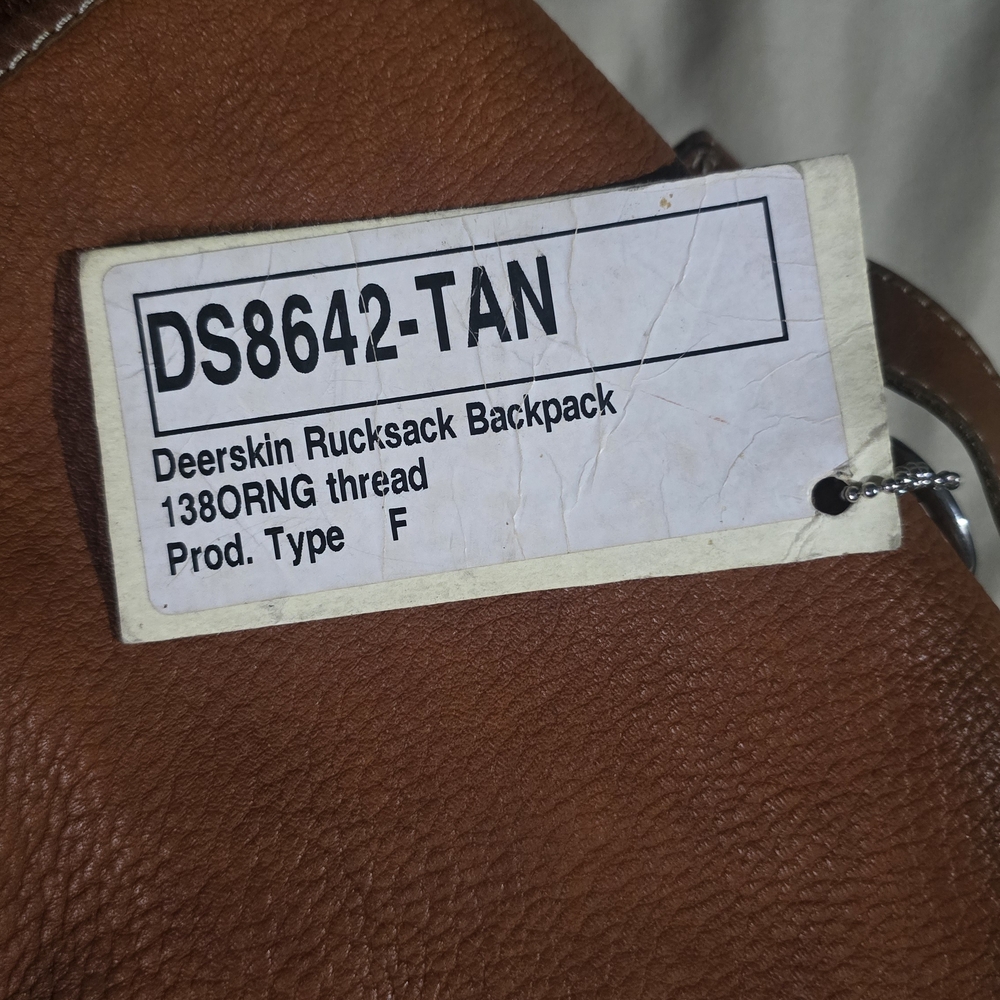 DS8642-TAN
Deerskin Rucksack Backpack
138ORNG thread
Prod. Type F